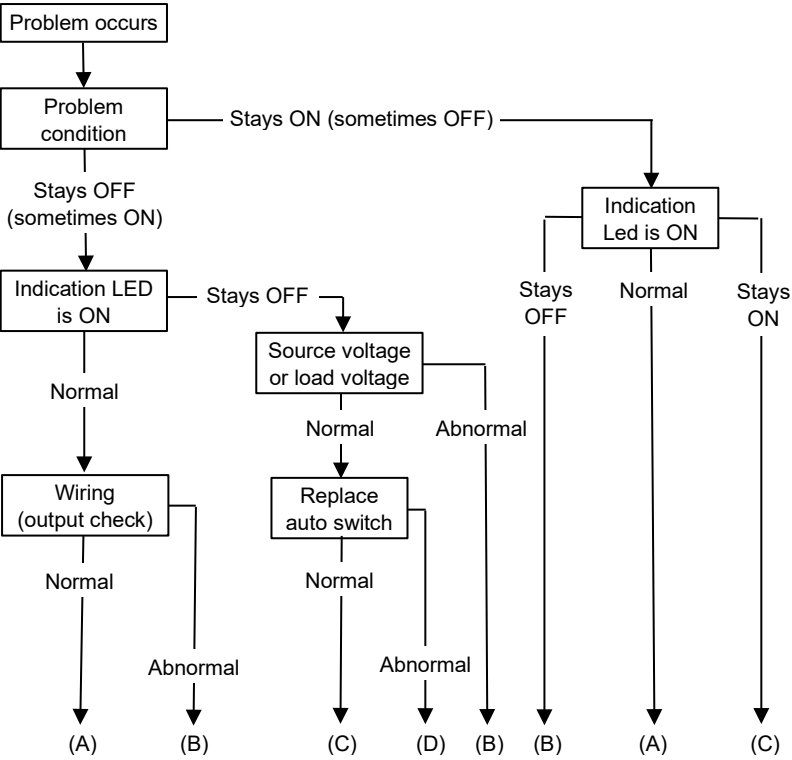 Problem occurs
Problem
condition
Stays ON (sometimes OFF)
Stays OFF
(sometimes ON)
Indication
Led is ON
Indication LED
is ON
Stays OFF
Stays
OFF
Normal
Stays
ON
Source voltage
or load voltage
Normal
Normal
Abnormal
Wiring
(output check)
Replace
auto switch
Normal
Normal
Abnormal
Abnormal
(A)
(B)
(C)
(D)
(B)
(B)
(A)
(C)